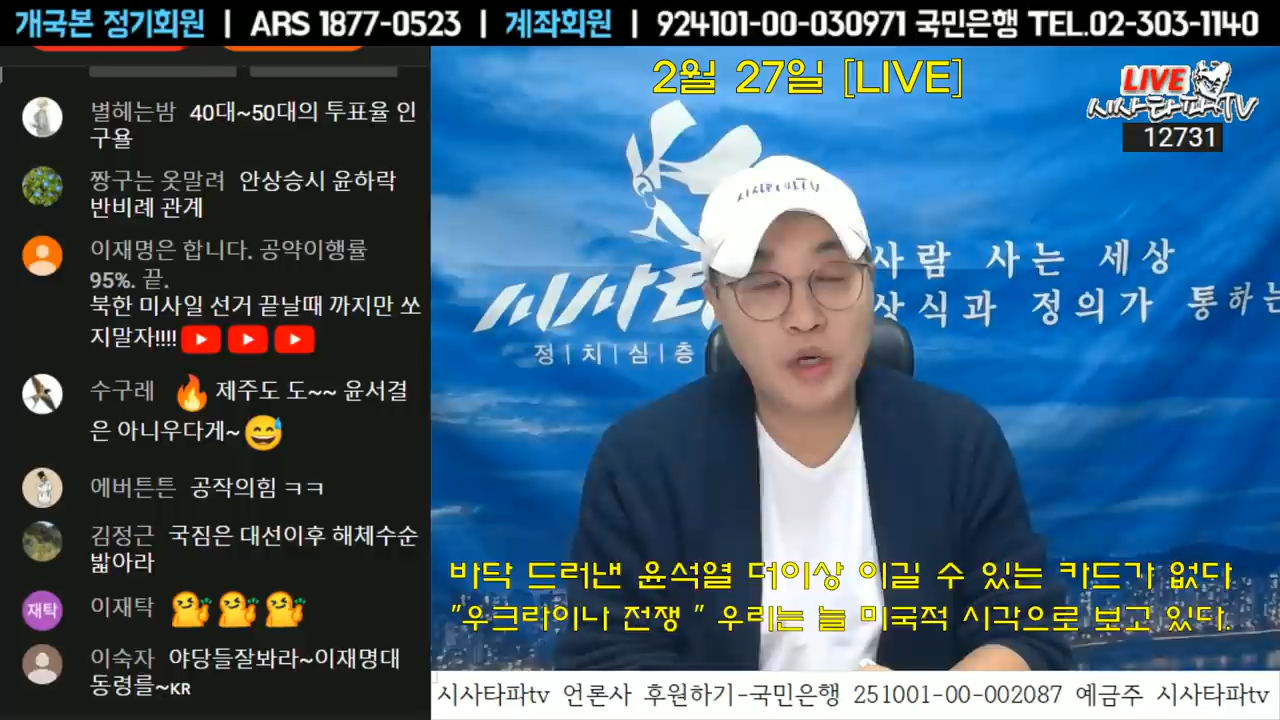 개국본 정기회원 | ARS 1877-0523 | 계좌회원 | 924101-00-030971 국민은행 TEL.02-303-1140
별헤는밤 40대~50대의 투표율 인
구율
짱구는 옷말려 안상승시 윤하락
반비례 관계
이재명은 합니다. 공약이행률
95%. 끝.
북한 미사일 선거 끝날때 까지만 쏘
지말자!!!!
수구레 제주도 도~~ 윤서결
은 아니우다게~
에버튼튼 공작의힘 ㅋㅋ
김정근 국짐은 대선이후 해체수순
밟아라
재탁 이재탁
이숙자 야당들잘봐라~이재명대
동령를~KR
2월 27일 [LIVE]
LIVE
시사타파TV
12731
시사타파TV
시사타
정|치|심|층
사람 사는 세상
상식과 정의가 통하는
바닥 드러낸 윤석열 더이상 이길 수 있는 카드가 없다
"우크라이나 전쟁 " 우리는 늘 미국적 시각으로 보고 있다.
시사타파tv 언론사 후원하기-국민은행 251001-00-002087 예금주 시사타파tv